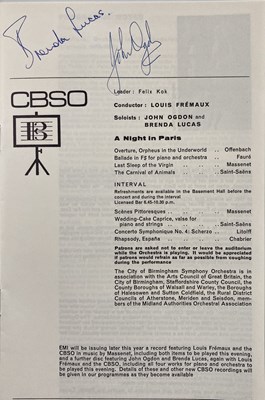 Brenda Lucas.
John Ogdon
CBSO
Leader: Felix Kok
Conductor: LOUIS FRÉMAUX
Soloists: JOHN OGDON and
BRENDA LUCAS
A Night in Paris
Overture, Orpheus in the Underworld .. Offenbach
Ballade in F♯ for piano and orchestra .. Fauré
Last Sleep of the Virgin .. .. Massenet
The Carnival of Animals .. .. Saint-Saëns
INTERVAL
Refreshments are available in the Basement Hall before
the concert and during the interval
Licensed Bar 6.45-10.30 p.m.
Scènes Pittoresques .. .. .. Massenet
Wedding-Cake Caprice, valse for
piano and strings .. .. .. Saint-Saëns
Concerto Symphonique No. 4: Scherzo .. Litolff
Rhapsody, España .. .. .. Chabrier
Patrons are asked not to enter or leave the auditorium
while the Orchestra is playing. It would be appreciated
if patrons would refrain as far as possible from coughing
during the performance
The City of Birmingham Symphony Orchestra is in
association with the Arts Council of Great Britain, the
City of Birmingham, Staffordshire County Council, the
County Boroughs of Walsall and Warley, the Boroughs
of Halesowen and Sutton Coldfield, the Rural District
Councils of Atherstone, Meriden and Seisdon, mem-
bers of the Midland Authorities Orchestral Association
EMI will be issuing later this year a record featuring Louis Frémaux and the
CBSO in music by Massenet, including both items to be played this evening,
and a further disc featuring John Ogdon and Brenda Lucas, again with Louis
Frémaux and the CBSO, including all four works for piano and orchestra to
be played this evening. Details of these and other new CBSO recordings will
be given in our programmes as they become available